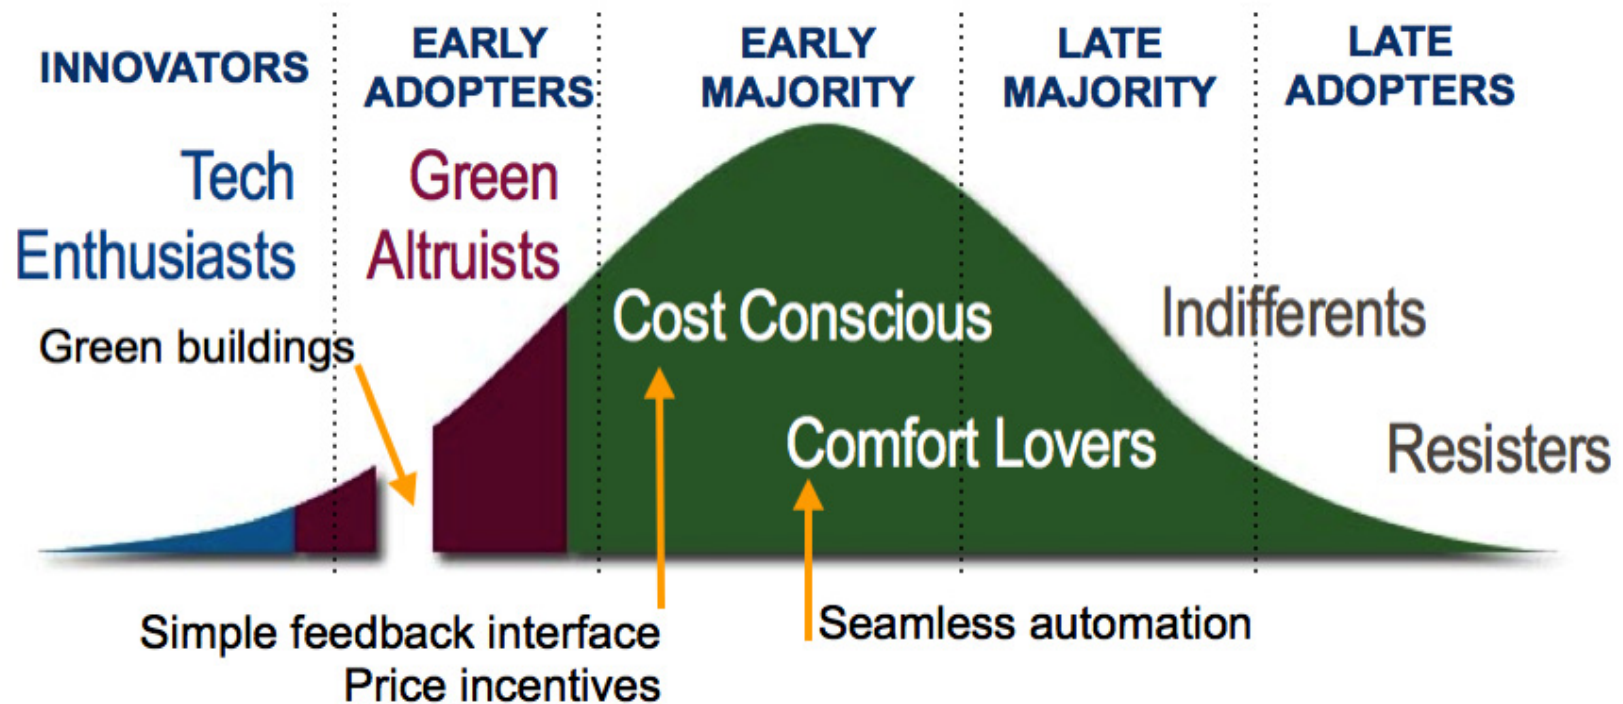 INNOVATORS
EARLY
ADOPTERS
EARLY
MAJORITY
LATE
MAJORITY
LATE
ADOPTERS
Tech
Enthusiasts
Green
Altruists
Green buildings
Cost Conscious
Comfort Lovers
Indifferents
Resisters
Simple feedback interface
Price incentives
Seamless automation